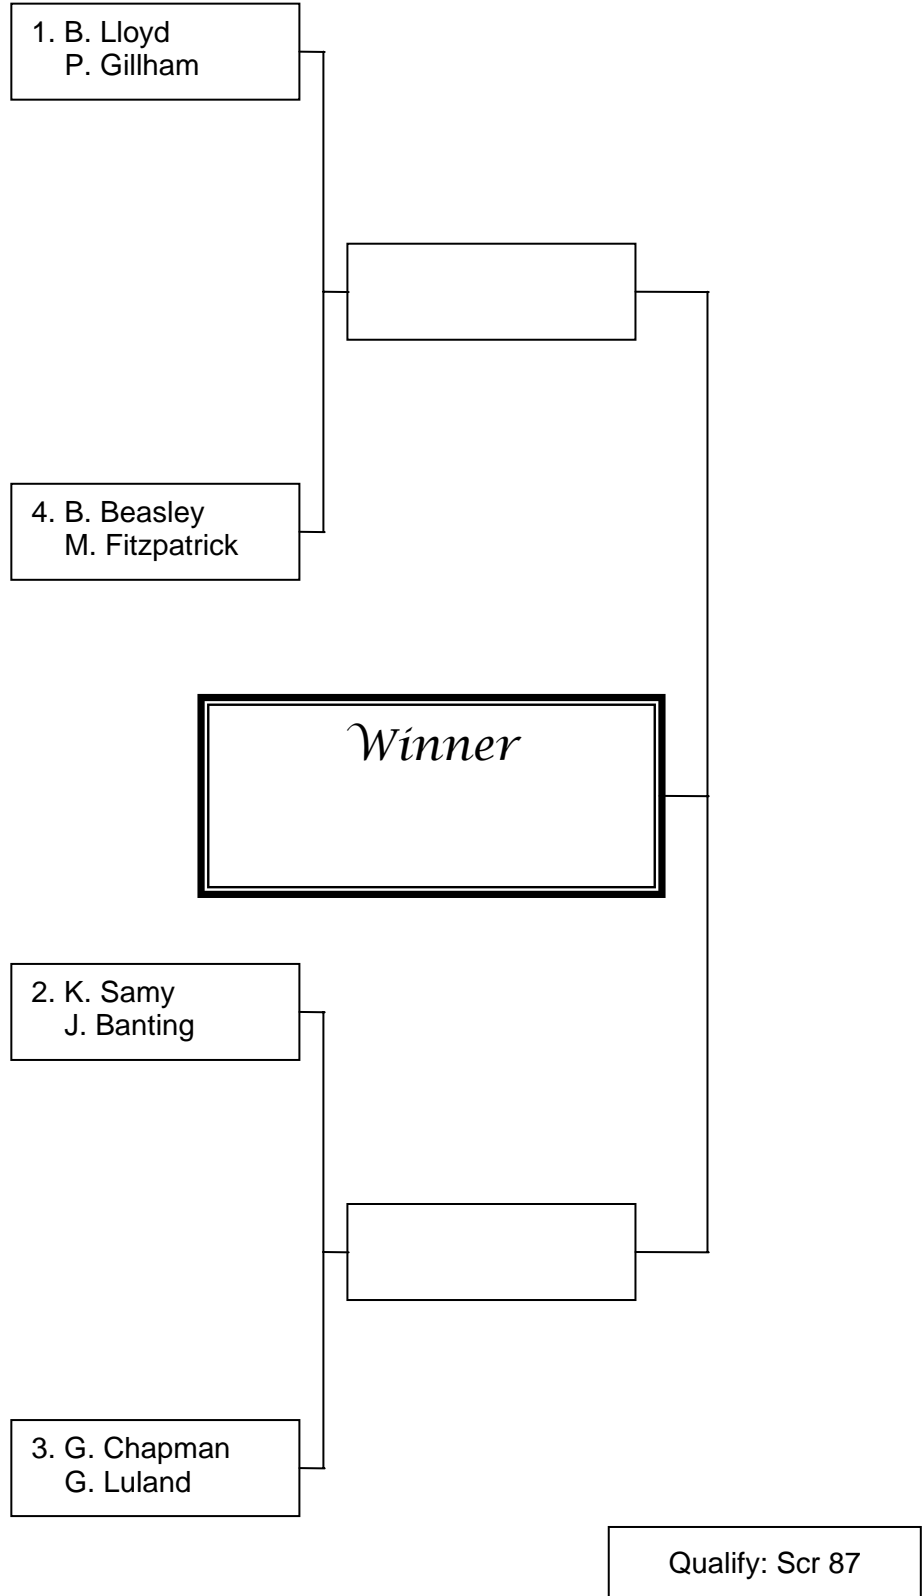 1. B. Lloyd
P. Gillham
4. B. Beasley
M. Fitzpatrick
Winner
2. K. Samy
J. Banting
3. G. Chapman
G. Luland
Qualify: Scr 87